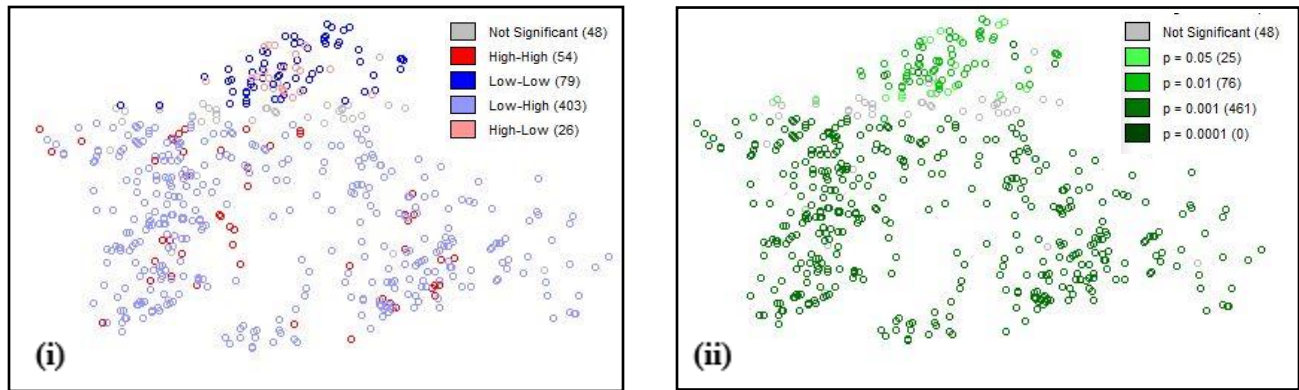 Not Significant (48)
High-High (54)
Low-Low (79)
Low-High (403)
High-Low (26)
(i)
Not Significant (48)
p = 0.05 (25)
p = 0.01 (76)
p = 0.001 (461)
p = 0.0001 (0)
(ii)